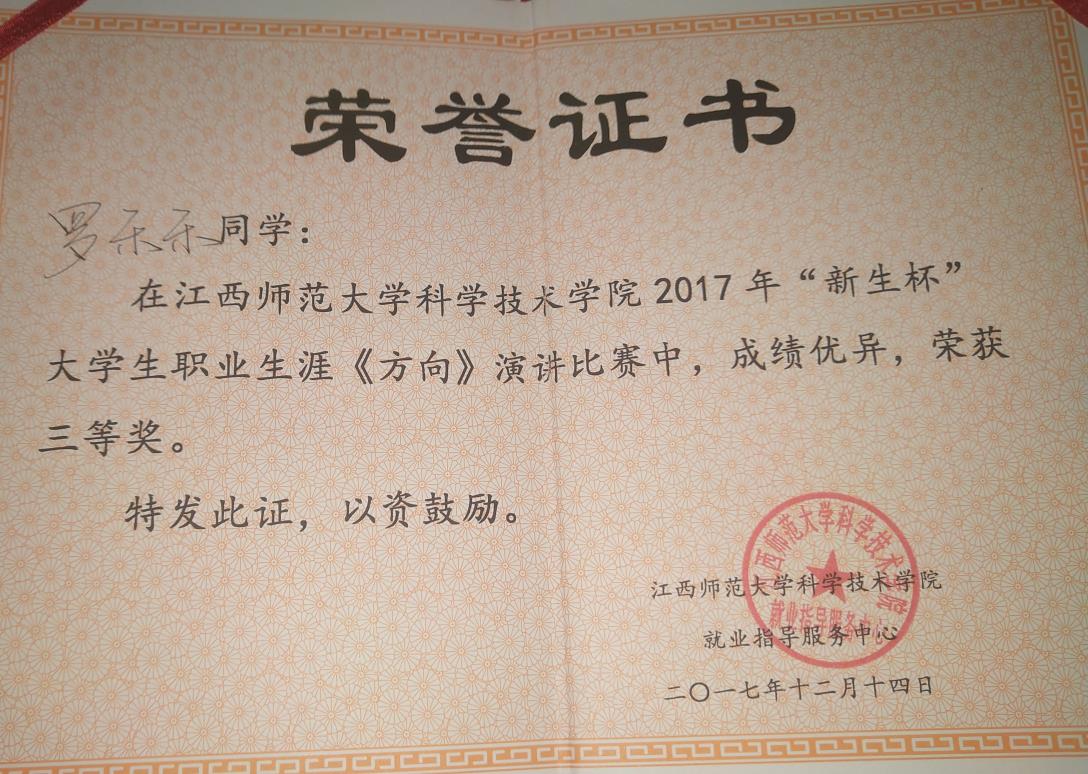 荣誉证书
罗禾禾同学：
在江西师范大学科学技术学院2017年“新生杯”
大学生职业生涯《方向》演讲比赛中，成绩优异，荣获
三等奖。
特发此证，以资鼓励。
江西师范大学科学技术学院
就业指导服务中心
二〇一七年十二月十四日
江西师范大学科学技术学院
就业指导服务中心